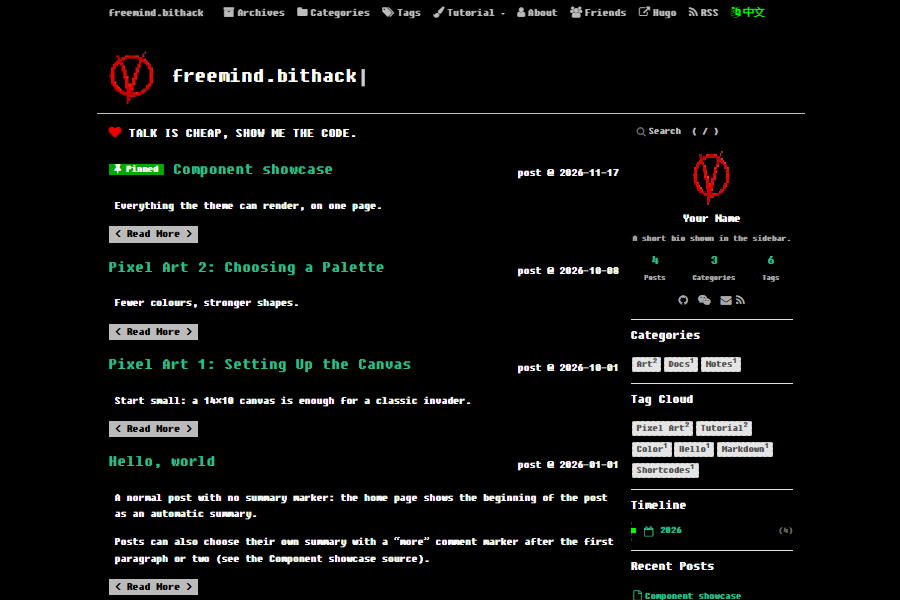 freemind.bithack Archives Categories Tags Tutorial About Friends Hugo RSS 中文
freemind.bithack|
TALK IS CHEAP, SHOW ME THE CODE.
Pinned Component showcase
post @ 2026-11-17
Everything the theme can render, on one page.
< Read More >
Pixel Art 2: Choosing a Palette
post @ 2026-10-08
Fewer colours, stronger shapes.
< Read More >
Pixel Art 1: Setting Up the Canvas
post @ 2026-10-01
Start small: a 14×10 canvas is enough for a classic invader.
< Read More >
Hello, world
post @ 2026-01-01
A normal post with no summary marker: the home page shows the beginning of the post
as an automatic summary.
Posts can also choose their own summary with a “more” comment marker after the first
paragraph or two (see the Component showcase source).
< Read More >
Search ( / )
Your Name
A short bio shown in the sidebar.
4 3 6
Posts Categories Tags
Categories
Art2 Docs1 Notes1
Tag Cloud
Pixel Art2 Tutorial2
Color1 Hello1 Markdown1
Shortcodes1
Timeline
2026 (4)
Recent Posts
Component showcase